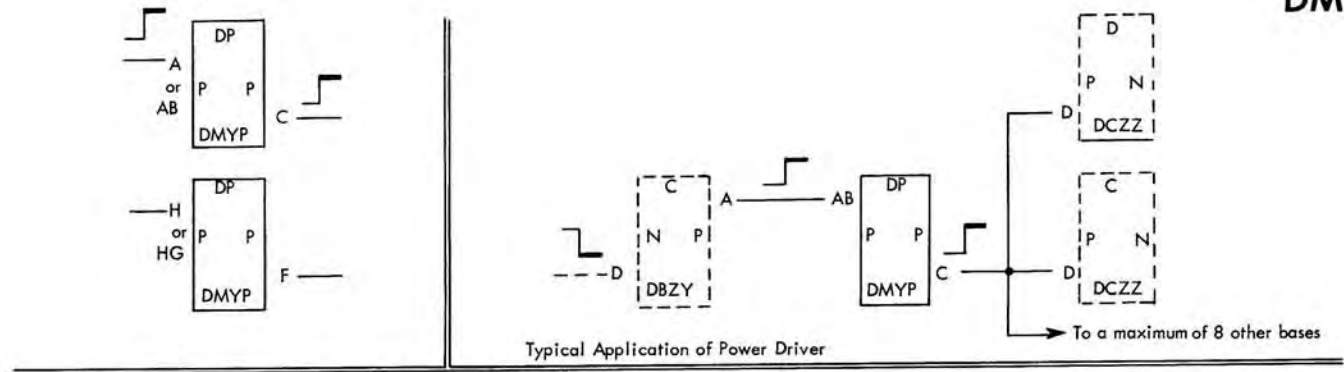 DM
DP
A
or
AB
P P
C
DMYP
DP
H
or
HG
P P
F
DMYP
D
P N
D
DCZZ
C
A
AB
DP
N P
P P
D
C
DBZY
DMYP
C
P N
D
DCZZ
To a maximum of 8 other bases
Typical Application of Power Driver